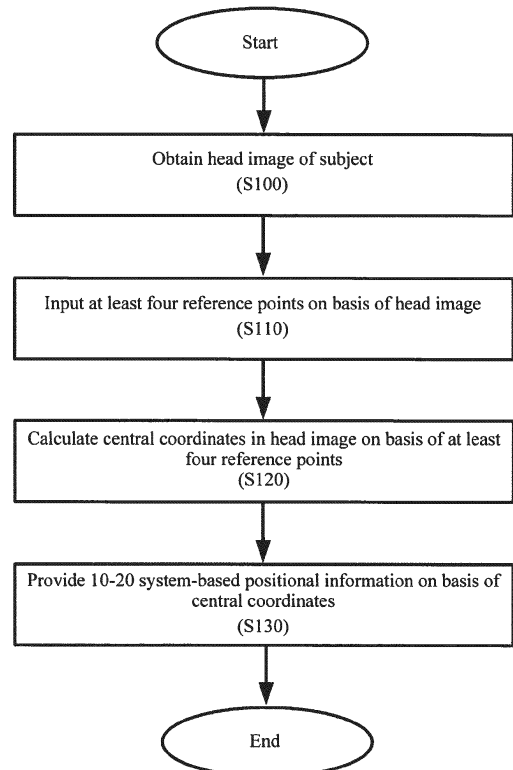 Start
Obtain head image of subject
(S100)
Input at least four reference points on basis of head image
(S110)
Calculate central coordinates in head image on basis of at least
four reference points
(S120)
Provide 10-20 system-based positional information on basis of
central coordinates
(S130)
End